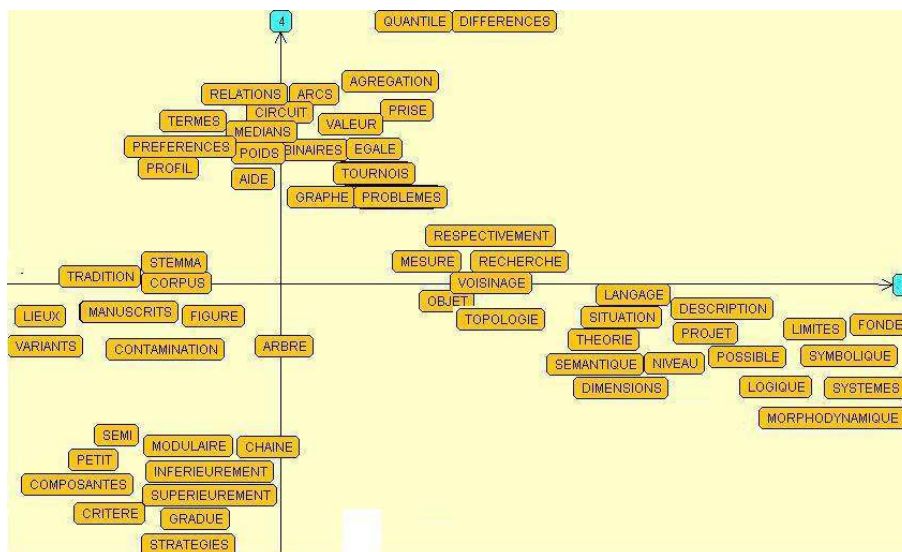 4 QUANTILE DIFFERENCES
AGREGATION
RELATIONS ARCS
CIRCUIT PRISE
TERMES VALEUR
MEDIANS
PREFERENCES POIDS BINAIRES EGALE
PROFIL TOURNOIS
AIDE
GRAPHE PROBLEMES
RESPECTIVEMENT
STEMMA MESURE RECHERCHE
TRADITION CORPUS VOISINAGE
LANGAGE
OBJET
LIEUX MANUSCRITS FIGURE TOPOLOGIE SITUATION DESCRIPTION
THEORIE PROJET LIMITES FONDE
VARIANTS CONTAMINATION ARBRE
SEMANTIQUE NIVEAU POSSIBLE SYMBOLIQUE
DIMENSIONS LOGIQUE SYSTEMES
MORPHODYNAMIQUE
SEMI MODULAIRE CHAINE
PETIT
INFERIEUREMENT
COMPOSANTES
SUPERIEUREMENT
CRITERE GRADUE
STRATEGIES